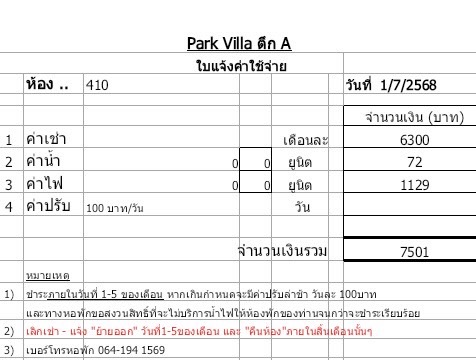 Park Villa ตึก A
ใบแจ้งค่าใช้จ่าย
ห้อง .. 410 วันที่ 1/7/2568
จำนวนเงิน (บาท)
1 ค่าเช่า เดือนละ 6300
2 ค่าน้ำ 0 0 ยูนิต 72
3 ค่าไฟ 0 0 ยูนิต 1129
4 ค่าปรับ 100 บาท/วัน วัน
จำนวนเงินรวม 7501
หมายเหตุ
1) ชำระภายในวันที่ 1-5 ของเดือน หากเกินกำหนดจะมีค่าปรับล่าช้า วันละ 100บาท
และทางหอพักขอสงวนสิทธิ์ที่จะไม่บริการน้ำไฟให้ห้องพักของท่านจนกว่าจะชำระเรียบร้อย
2) เลิกเช่า - แจ้ง "ย้ายออก" วันที่1-5ของเดือน และ "คืนห้อง"ภายในสิ้นเดือนนั้นๆ
3) เบอร์โทรหอพัก 064-194 1569